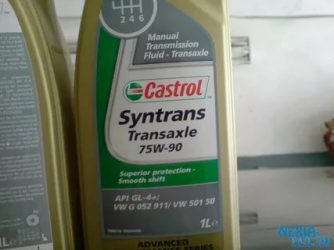 2 4 6
Manual
Transmission
Fluid - Transaxle
Castrol
Syntrans
Transaxle
75W-90
Superior protection -
Smooth shift
API GL-4+;
VW G 052 911/ VW 501 50
1L
ADVANCED